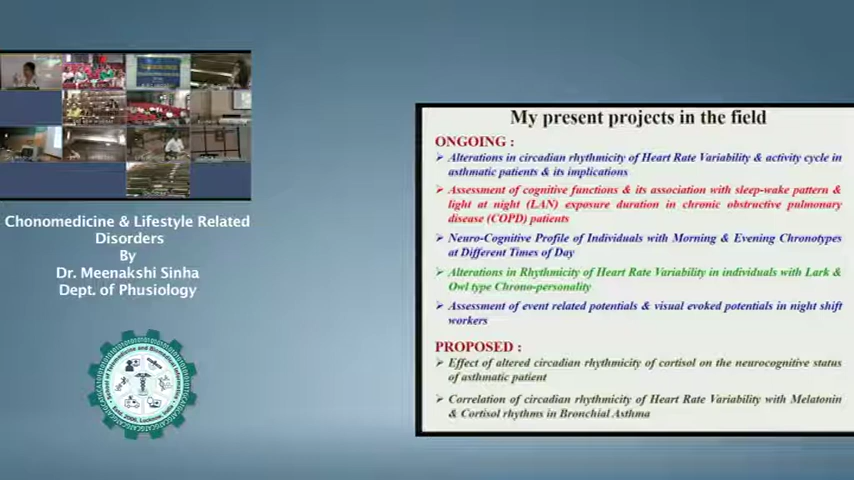 Chonomedicine & Lifestyle Related
Disorders
By
Dr. Meenakshi Sinha
Dept. of Phusiology
School of Telemedicine and Biomedical Informatics
My present projects in the field
ONGOING :
➢ Alterations in circadian rhythmicity of Heart Rate Variability & activity cycle in
asthmatic patients & its implications
➢ Assessment of cognitive functions & its association with sleep-wake pattern &
light at night (LAN) exposure duration in chronic obstructive pulmonary
disease (COPD) patients
➢ Neuro-Cognitive Profile of Individuals with Morning & Evening Chronotypes
at Different Times of Day
➢ Alterations in Rhythmicity of Heart Rate Variability in individuals with Lark &
Owl type Chrono-personality
➢ Assessment of event related potentials & visual evoked potentials in night shift
workers
PROPOSED :
➢ Effect of altered circadian rhythmicity of cortisol on the neurocognitive status
of asthmatic patient
➢ Correlation of circadian rhythmicity of Heart Rate Variability with Melatonin
& Cortisol rhythms in Bronchial Asthma